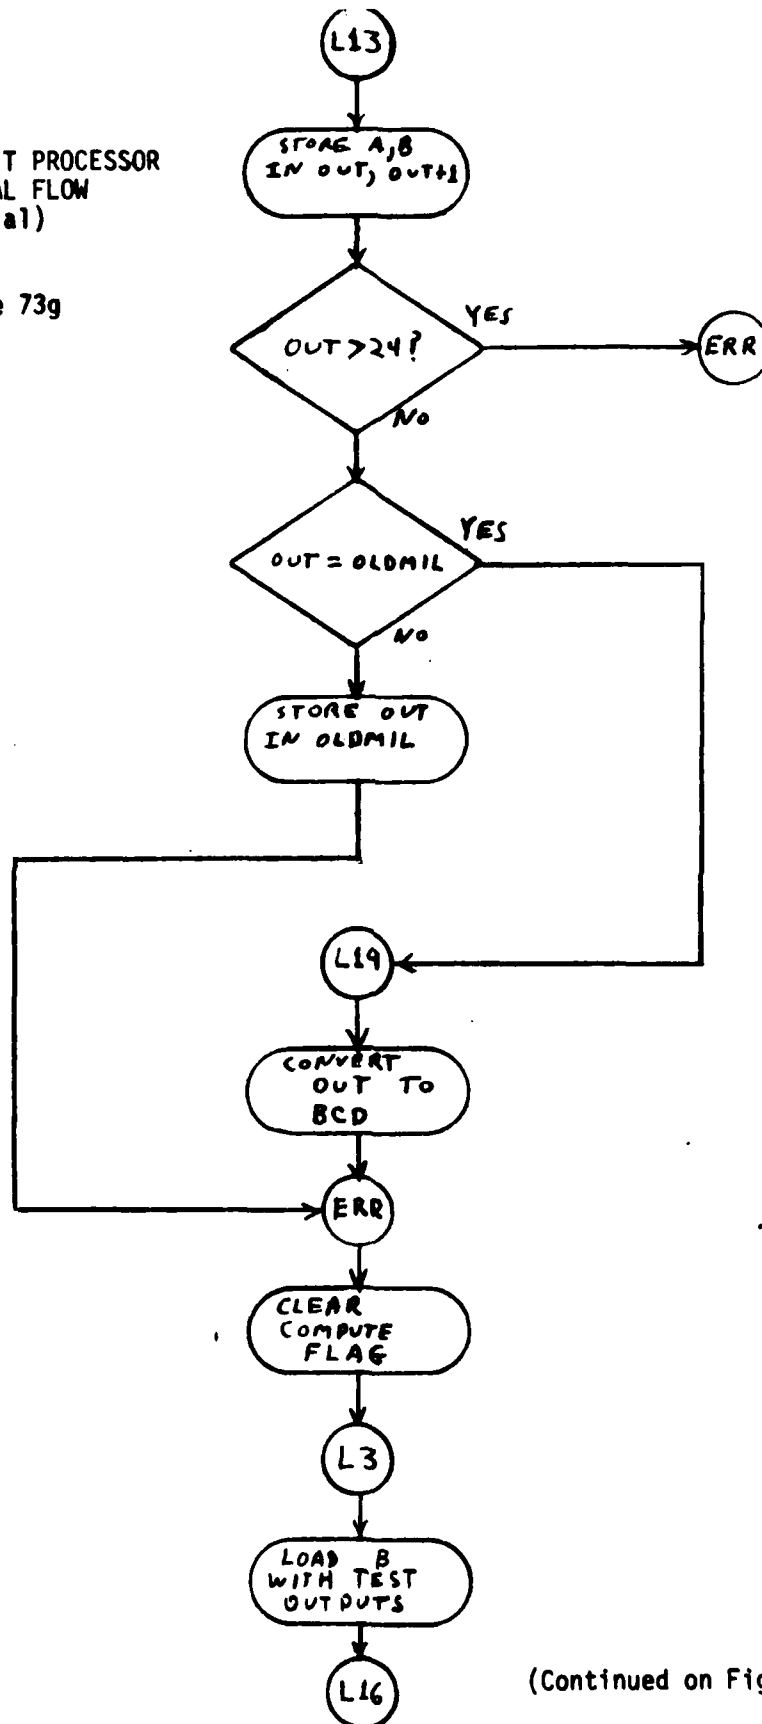 L13
STORE A,B
IN OUT, OUT+1
T PROCESSOR
AL FLOW
al)
e 73g
OUT > 24?
YES
ERR
NO
OUT = OLDMIL
YES
NO
STORE OUT
IN OLDMIL
L19
CONVERT
OUT TO
BCD
ERR
CLEAR
COMPUTE
FLAG
L3
LOAD B
WITH TEST
OUTPUTS
L16
(Continued on Fig